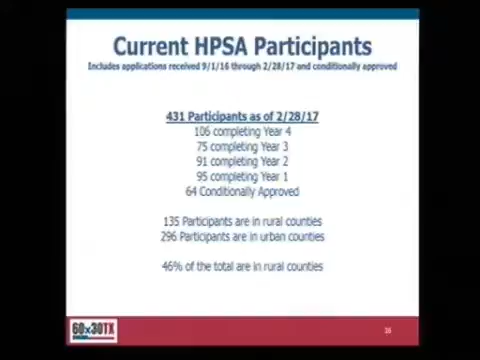 Current HPSA Participants
Includes applications received 9/1/16 through 2/28/17 and conditionally approved
431 Participants as of 2/28/17
106 completing Year 4
75 completing Year 3
91 completing Year 2
95 completing Year 1
64 Conditionally Approved
135 Participants are in rural counties
296 Participants are in urban counties
46% of the total are in rural counties
60x30TX